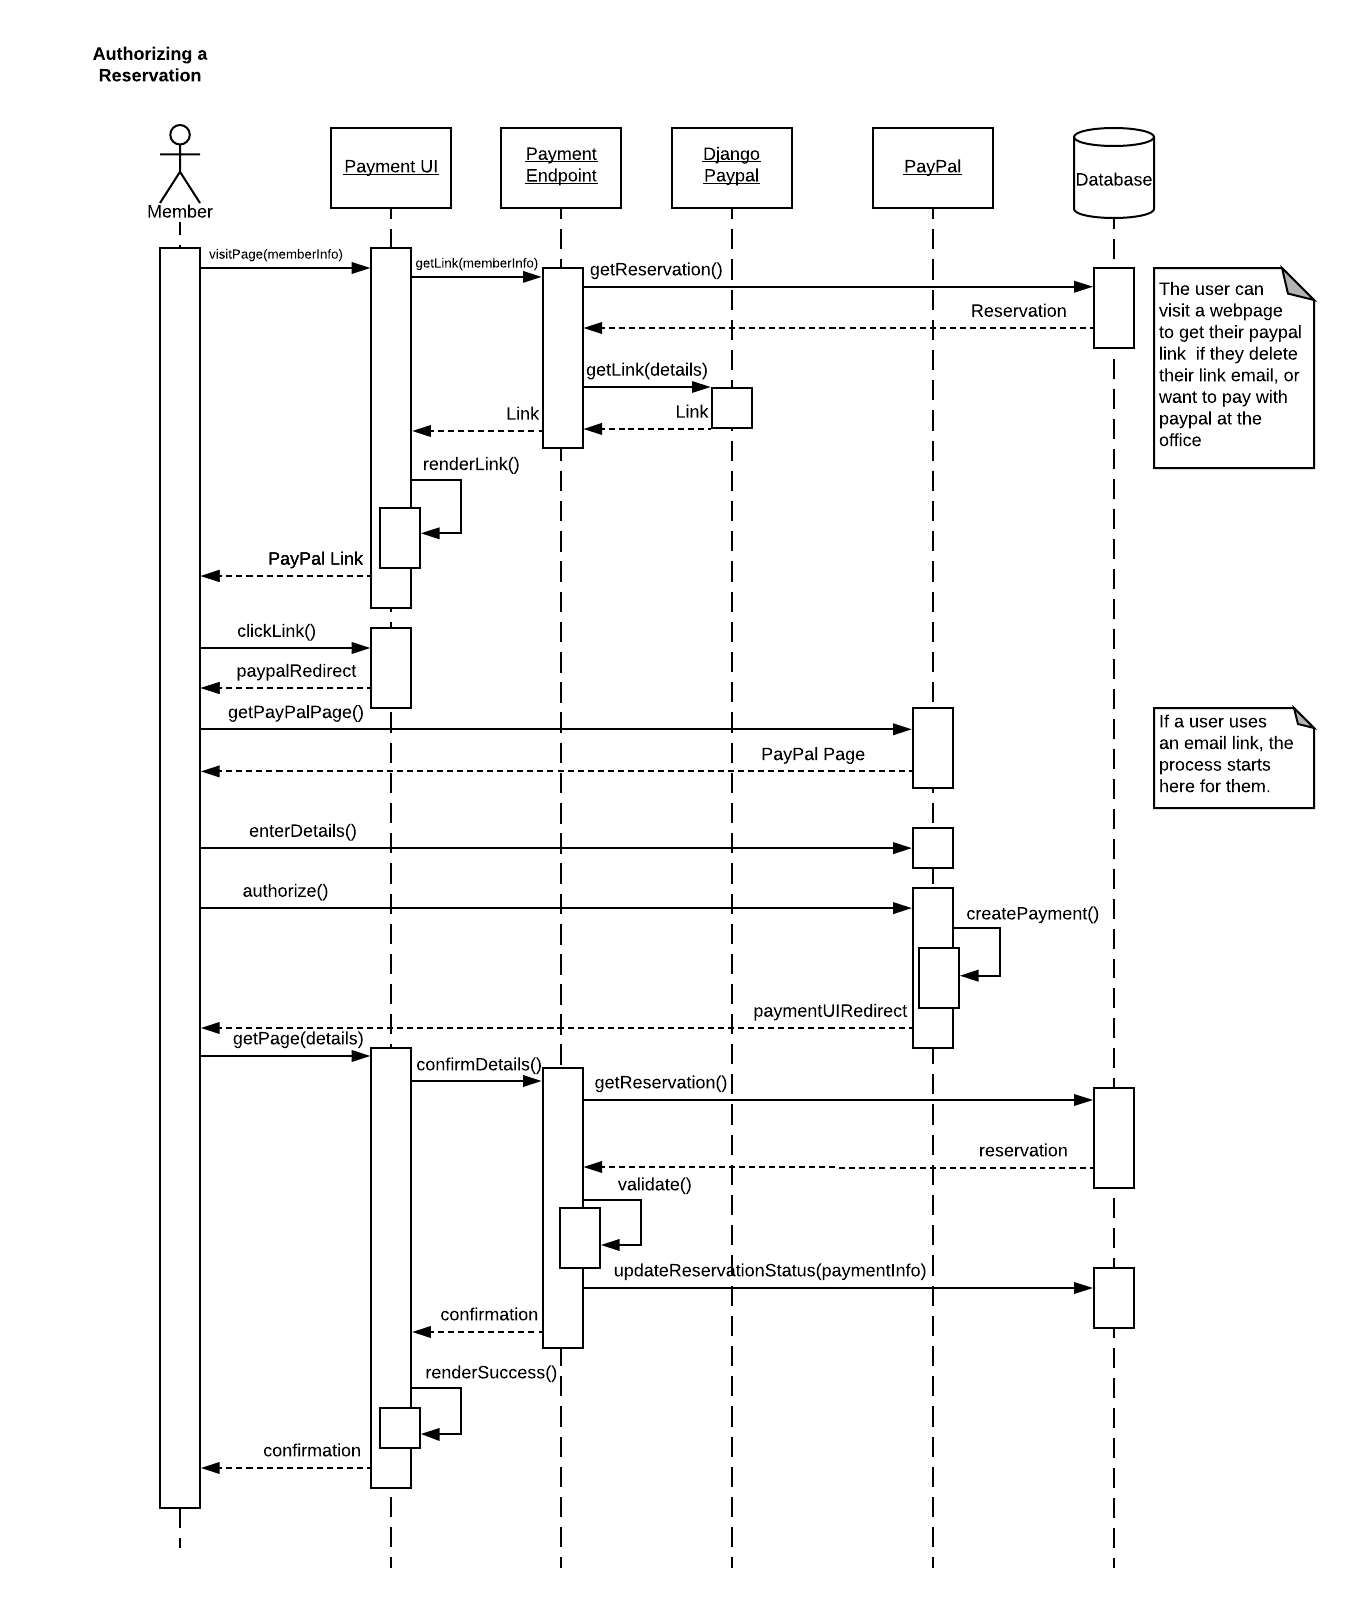 Authorizing a
Reservation
Member
Payment UI
Payment
Endpoint
Django
Paypal
PayPal
Database
visitPage(memberInfo)
getLink(memberInfo)
getReservation()
Reservation
The user can
visit a webpage
to get their paypal
link  if they delete
their link email, or
want to pay with
paypal at the
office
getLink(details)
Link
Link
renderLink()
PayPal Link
clickLink()
paypalRedirect
getPayPalPage()
PayPal Page
If a user uses
an email link, the
process starts
here for them.
enterDetails()
authorize()
createPayment()
paymentUIRedirect
getPage(details)
confirmDetails()
getReservation()
reservation
validate()
updateReservationStatus(paymentInfo)
confirmation
renderSuccess()
confirmation